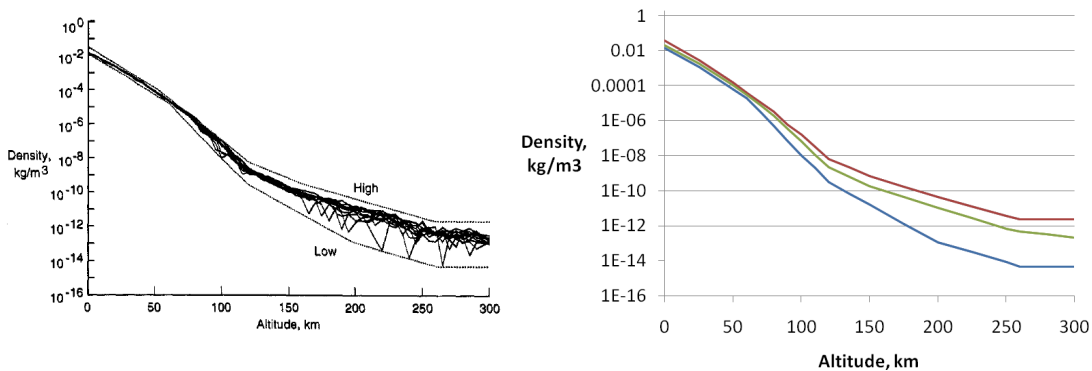 10⁰
10⁻²
10⁻⁴
10⁻⁶
10⁻⁸
10⁻¹⁰
10⁻¹²
10⁻¹⁴
10⁻¹⁶
Density,
kg/m³
High
Low
0
50
100
150
200
250
300
Altitude, km
1
0.01
0.0001
1E-06
1E-08
1E-10
1E-12
1E-14
1E-16
Density,
kg/m3
0
50
100
150
200
250
300
Altitude, km